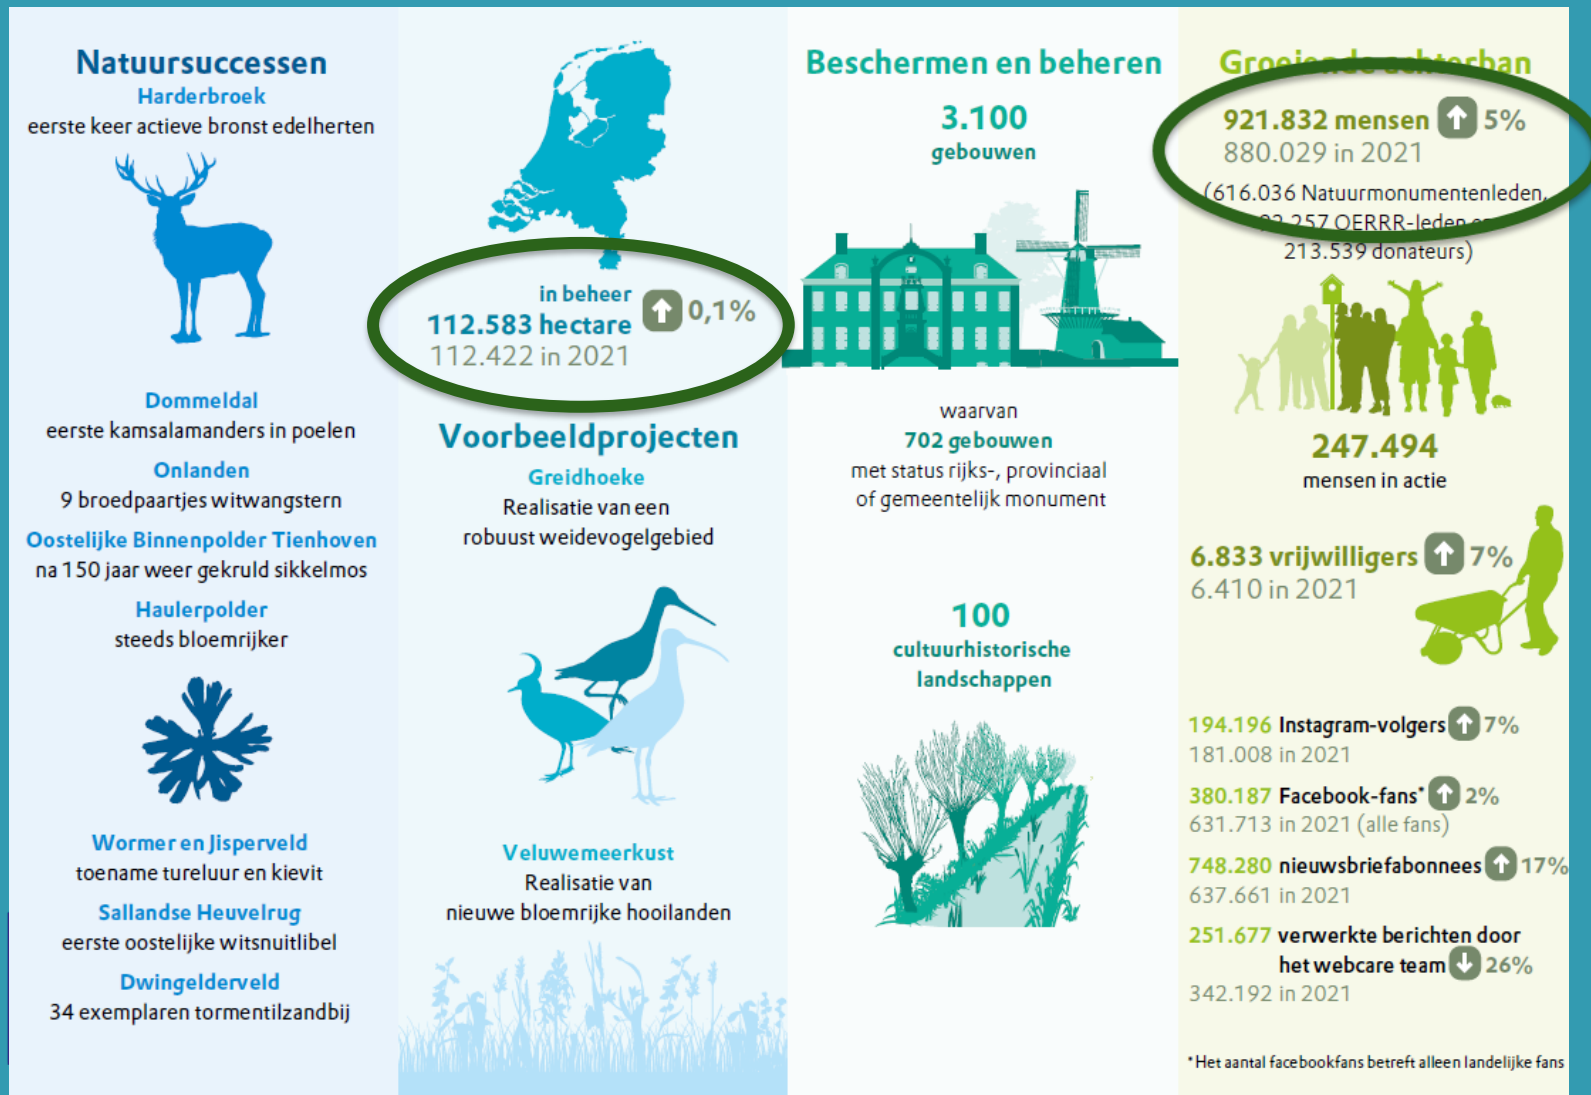 Natuursuccessen
Harderbroek
eerste keer actieve bronst edelherten
Dommeldal
eerste kamsalamanders in poelen
Onlanden
9 broedpaartjes witwangstern
Oostelijke Binnenpolder Tienhoven
na 150 jaar weer gekruld sikkelmos
Haulerpolder
steeds bloemrijker
Wormer en Jisperveld
toename tureluur en kievit
Sallandse Heuvelrug
eerste oostelijke witsnuitlibel
Dwingelderveld
34 exemplaren tormentilzandbij
in beheer
112.583 hectare 0,1%
112.422 in 2021
Voorbeeldprojecten
Greidhoeke
Realisatie van een
robuust weidevogelgebied
Veluwemeerkust
Realisatie van
nieuwe bloemrijke hooilanden
Beschermen en beheren
3.100
gebouwen
waarvan
702 gebouwen
met status rijks-, provinciaal
of gemeentelijk monument
100
cultuurhistorische
landschappen
Groeiende achterban
921.832 mensen 5%
880.029 in 2021
(616.036 Natuurmonumentenleden,
OERRR-leden
213.539 donateurs)
247.494
mensen in actie
6.833 vrijwilligers 7%
6.410 in 2021
194.196 Instagram-volgers 7%
181.008 in 2021
380.187 Facebook-fans* 2%
631.713 in 2021 (alle fans)
748.280 nieuwsbriefabonnees 17%
637.661 in 2021
251.677 verwerkte berichten door
het webcare team 26%
342.192 in 2021
*Het aantal facebookfans betreft alleen landelijke fans